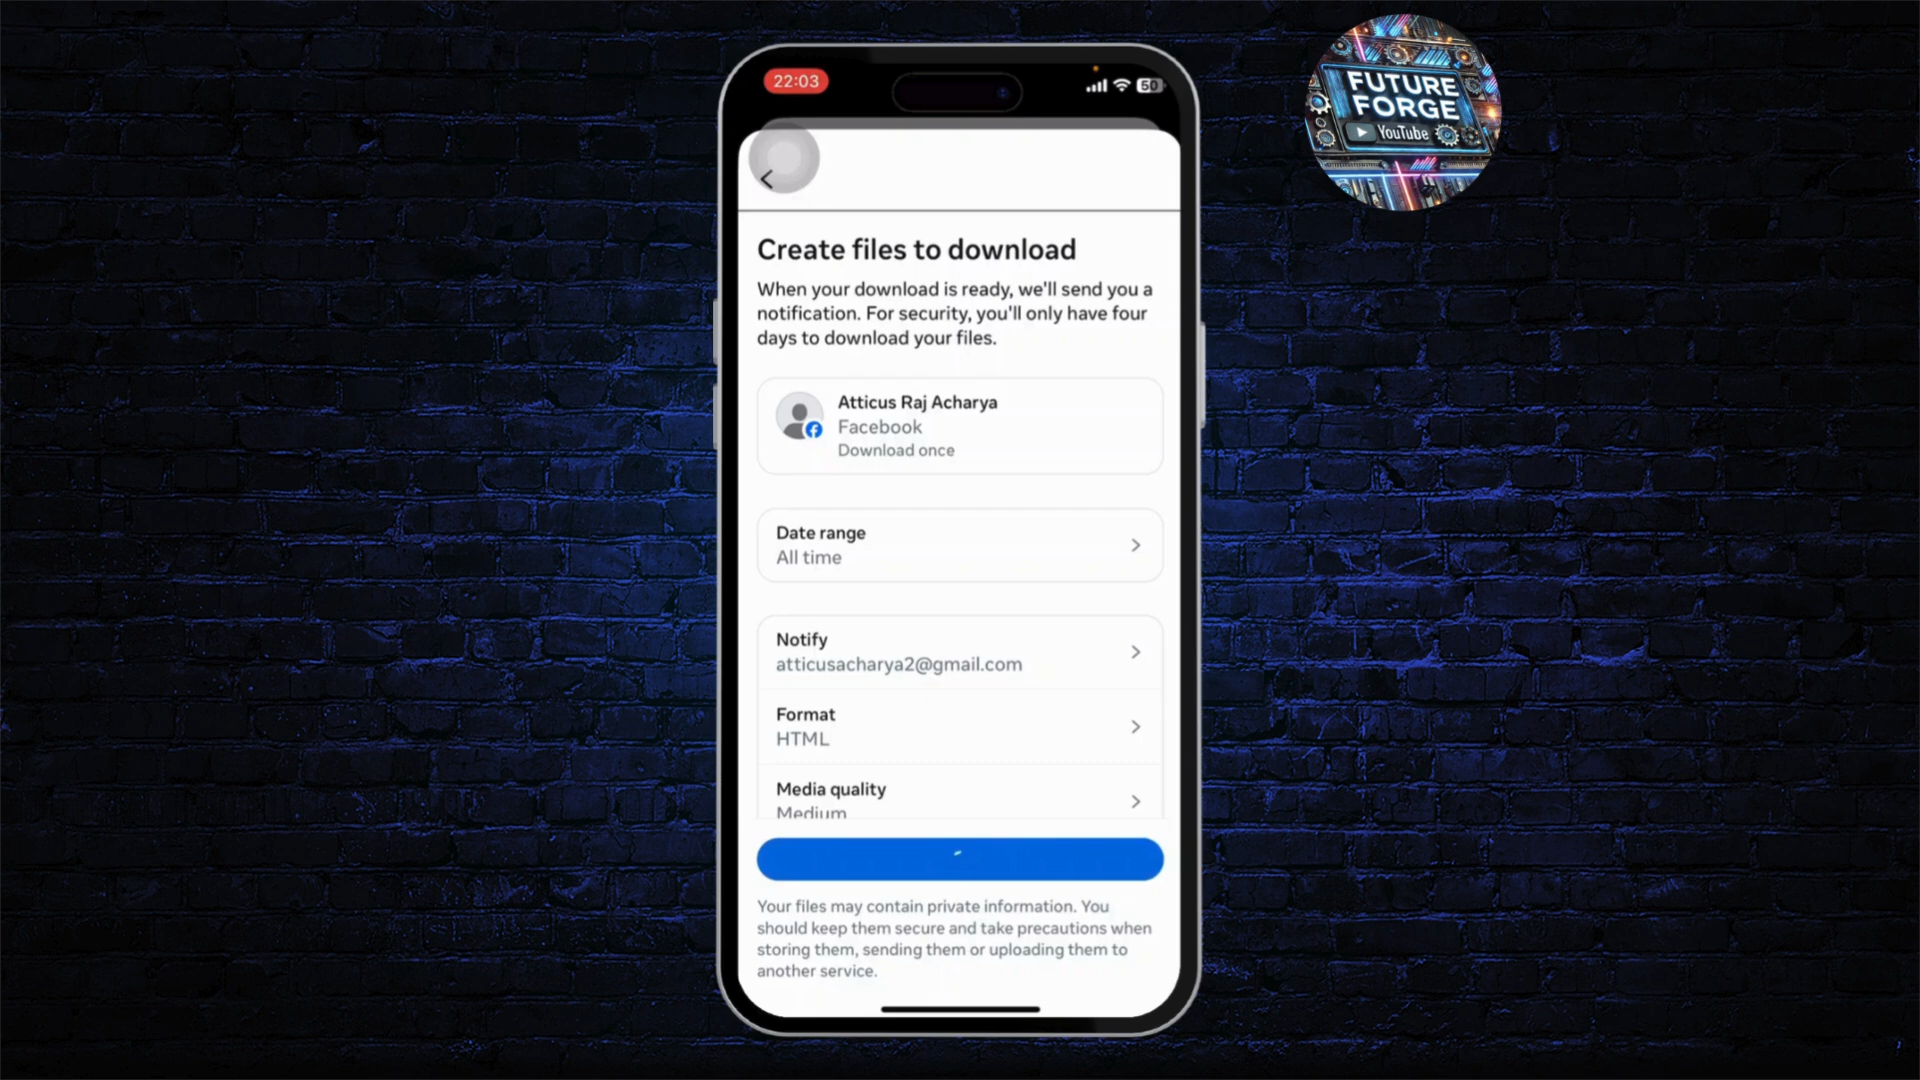 22:03
50
FUTURE
FORGE
YouTube
Create files to download
When your download is ready, we'll send you a
notification. For security, you'll only have four
days to download your files.
Atticus Raj Acharya
Facebook
Download once
Date range
All time
Notify
atticusacharya2@gmail.com
Format
HTML
Media quality
Medium
Your files may contain private information. You
should keep them secure and take precautions when
storing them, sending them or uploading them to
another service.